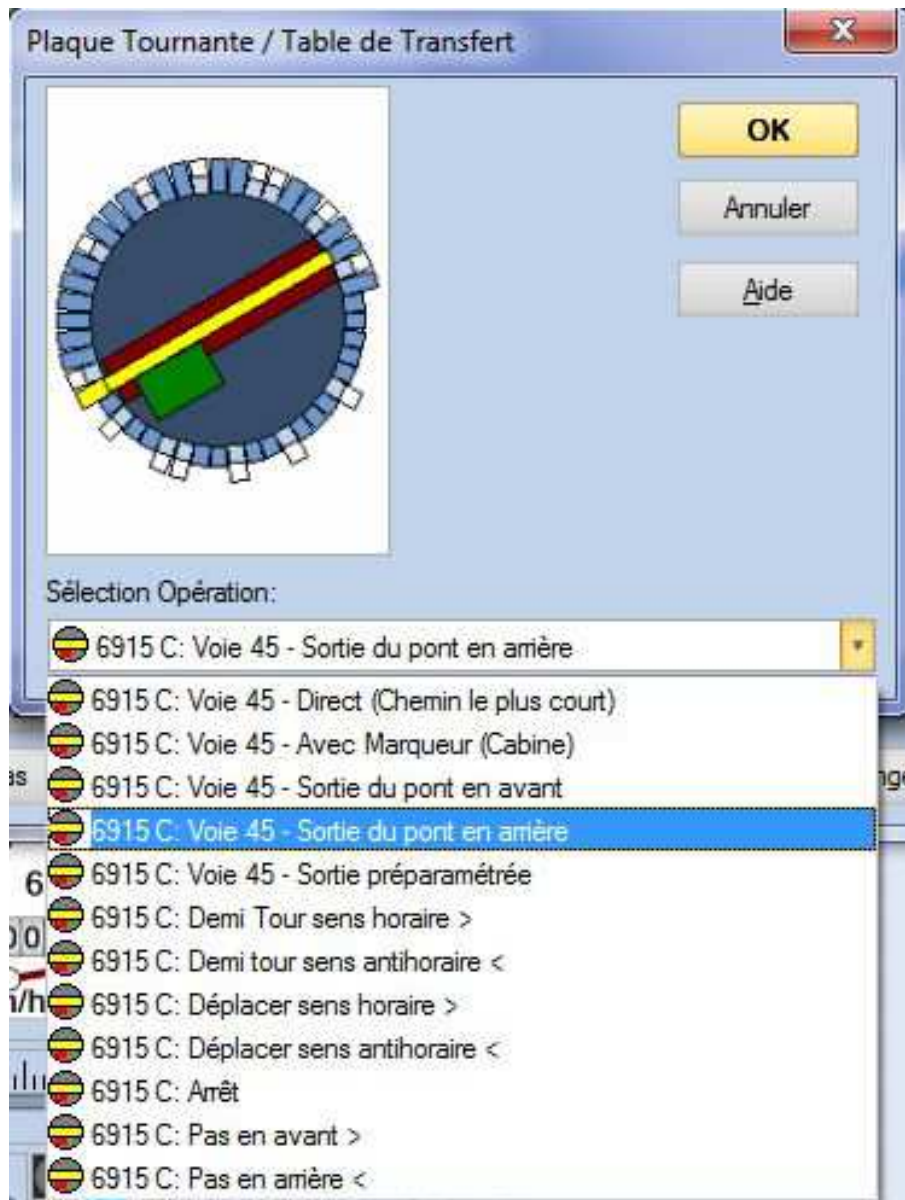 Plaque Tournante / Table de Transfert
OK
Annuler
Aide
Sélection Opération:
6915 C: Voie 45 - Sortie du pont en arrière
6915 C: Voie 45 - Direct (Chemin le plus court)
6915 C: Voie 45 - Avec Marqueur (Cabine)
6915 C: Voie 45 - Sortie du pont en avant
6915 C: Voie 45 - Sortie du pont en arrière
6915 C: Voie 45 - Sortie préparamétrée
6915 C: Demi Tour sens horaire >
6915 C: Demi tour sens antihoraire <
6915 C: Déplacer sens horaire >
6915 C: Déplacer sens antihoraire <
6915 C: Arrêt
6915 C: Pas en avant >
6915 C: Pas en arrière <